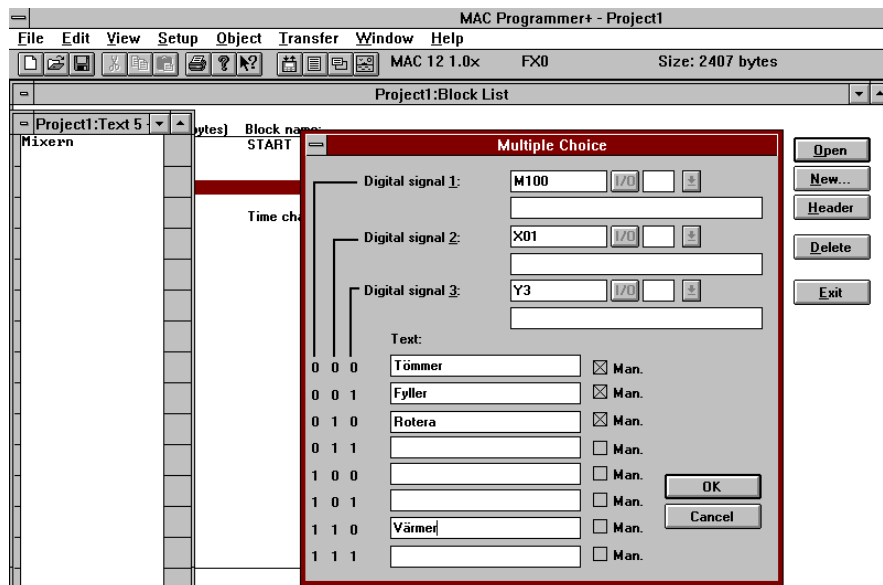 MAC Programmer+ - Project1
File Edit View Setup Object Transfer Window Help
MAC 12 1.0x FX0 Size: 2407 bytes
Project1:Block List
Project1:Text 5 -
ytes) Block name:
Mixern
START
Time cha
Multiple Choice
Digital signal 1: M100 I/O
Digital signal 2: X01 I/O
Digital signal 3: Y3 I/O
Text:
0 0 0 Tömmer Man.
0 0 1 Fyller Man.
0 1 0 Rotera Man.
0 1 1 Man.
1 0 0 Man.
1 0 1 Man.
1 1 0 Värmer Man.
1 1 1 Man.
OK
Cancel
Open
New...
Header
Delete
Exit